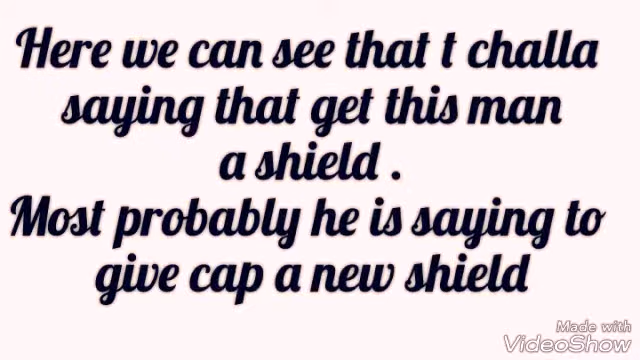 Here we can see that t challa
saying that get this man
a shield .
Most probably he is saying to
give cap a new shield
Made with
VideoShow